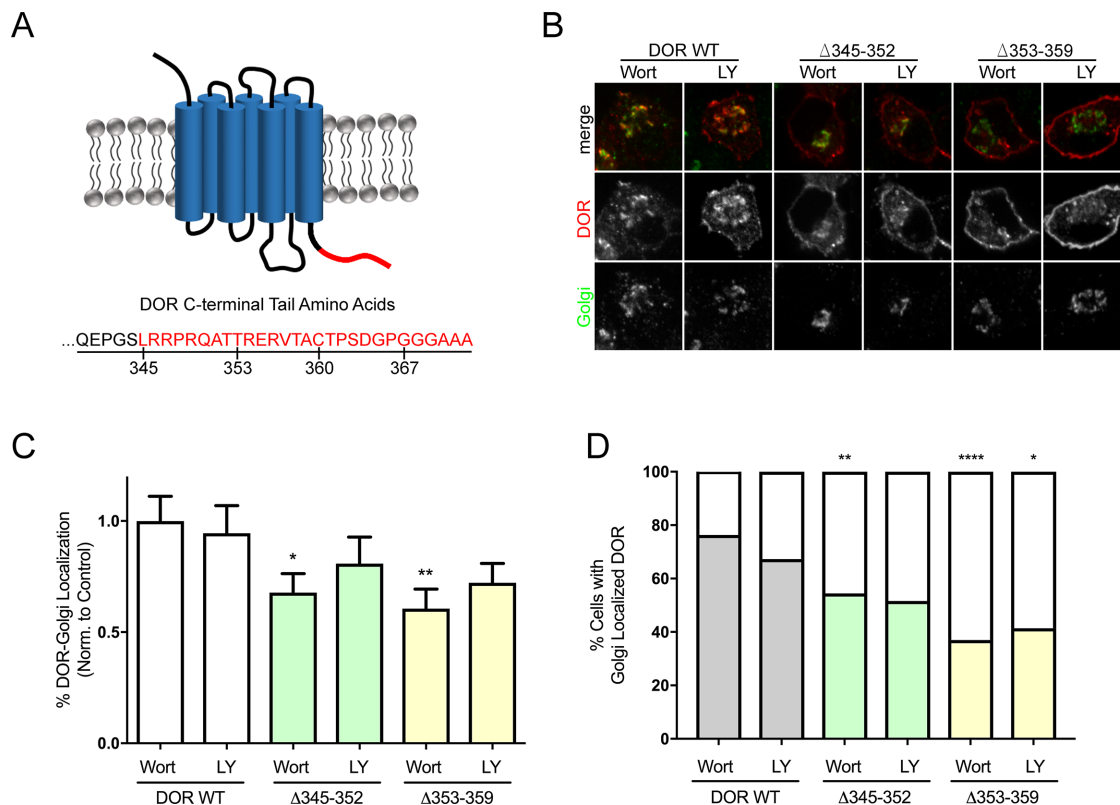 A
DOR C-terminal Tail Amino Acids
...QEPGSLRRPRQATTRERVTACTPSDGPGGGAAA
345 353 360 367
B
DOR WT Δ345-352 Δ353-359
Wort LY Wort LY Wort LY
merge
DOR
Golgi
C
% DOR-Golgi Localization
(Norm. to Control)
1.0
0.5
0.0
* **
Wort LY Wort LY Wort LY
DOR WT Δ345-352 Δ353-359
D
% Cells with
Golgi Localized DOR
** **** *
100
80
60
40
20
0
Wort LY Wort LY Wort LY
DOR WT Δ345-352 Δ353-359